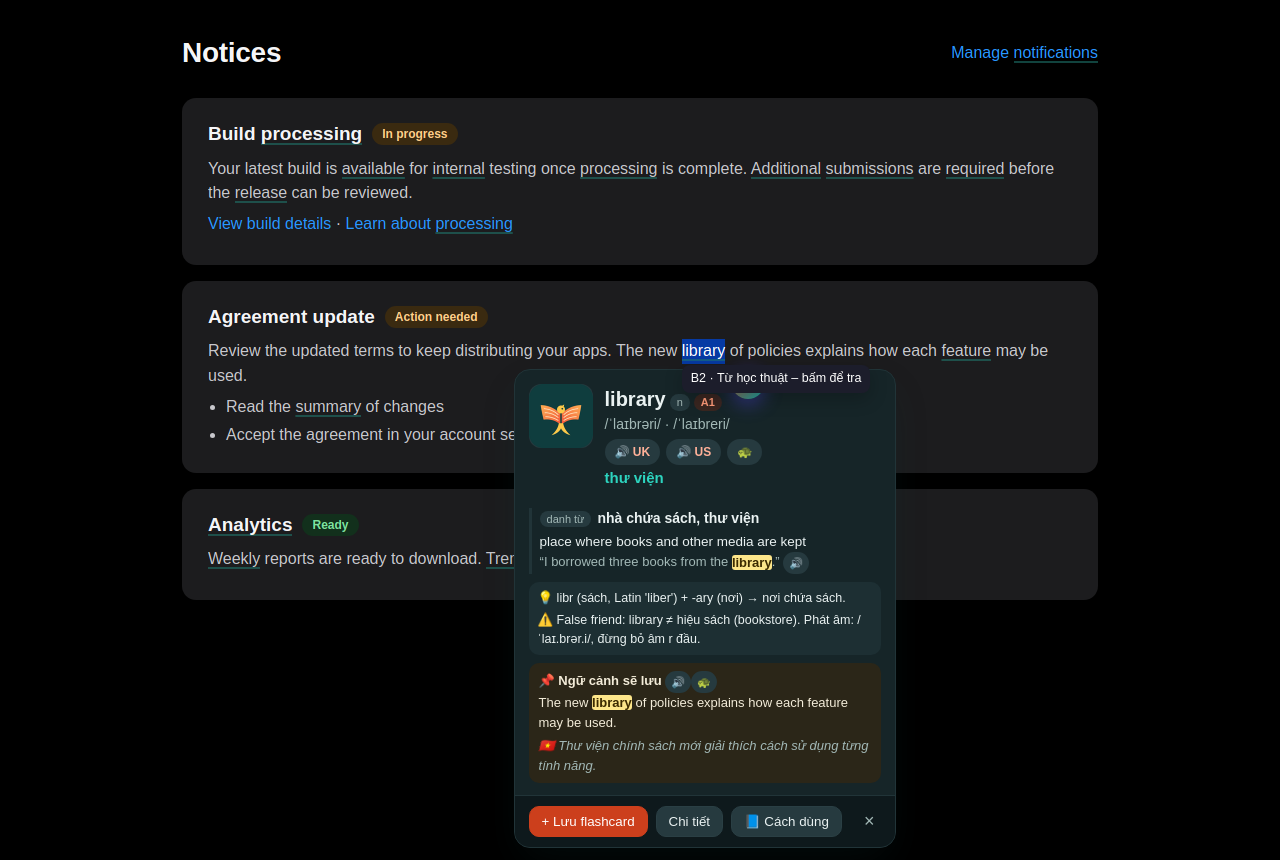 Notices
Manage notifications
Build processing In progress
Your latest build is available for internal testing once processing is complete. Additional submissions are required before
the release can be reviewed.
View build details · Learn about processing
Agreement update Action needed
Review the updated terms to keep distributing your apps. The new library of policies explains how each feature may be
used.
B2 · Từ học thuật – bấm để tra
Read the summary of changes
Accept the agreement in your account
Analytics Ready
Weekly reports are ready to download.
library n A1
/ˈlaɪbrəri/ · /ˈlaɪbreri/
🔊 UK 🔊 US 🐢
thư viện
danh từ nhà chứa sách, thư viện
place where books and other media are kept
“I borrowed three books from the library.” 🔊
💡 libr (sách, Latin 'liber') + -ary (nơi) → nơi chứa sách.
⚠️ False friend: library ≠ hiệu sách (bookstore). Phát âm: /
ˈlaɪ.brər.i/, đừng bỏ âm r đầu.
📌 Ngữ cảnh sẽ lưu 🔊 🐢
The new library of policies explains how each feature
may be used.
🇻🇳 Thư viện chính sách mới giải thích cách sử dụng từng
tính năng.
+ Lưu flashcard Chi tiết 📘 Cách dùng ×